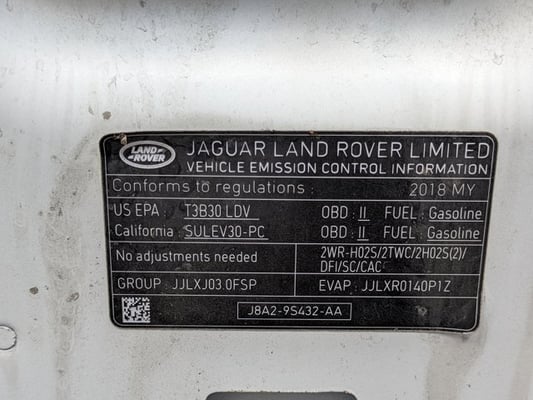 LAND ROVER
JAGUAR LAND ROVER LIMITED
VEHICLE EMISSION CONTROL INFORMATION
Conforms to regulations : 2018 MY
US EPA : T3B30 LDV OBD : II FUEL : Gasoline
California : SULEV30-PC OBD : II FUEL : Gasoline
No adjustments needed
2WR-HO2S/2TWC/2HO2S(2)/
DFI/SC/CAC
GROUP : JJLXJ03.0FSP EVAP : JJLXR0140P1Z
J8A2-9S432-AA